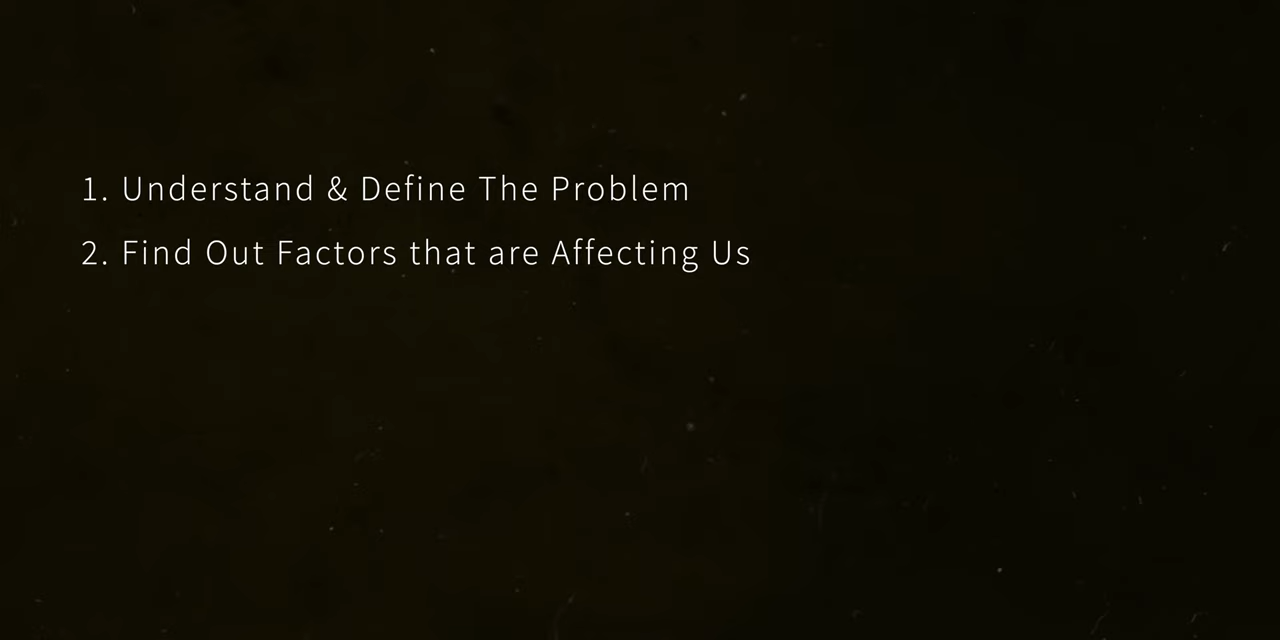 1. Understand & Define The Problem
2. Find Out Factors that are Affecting Us